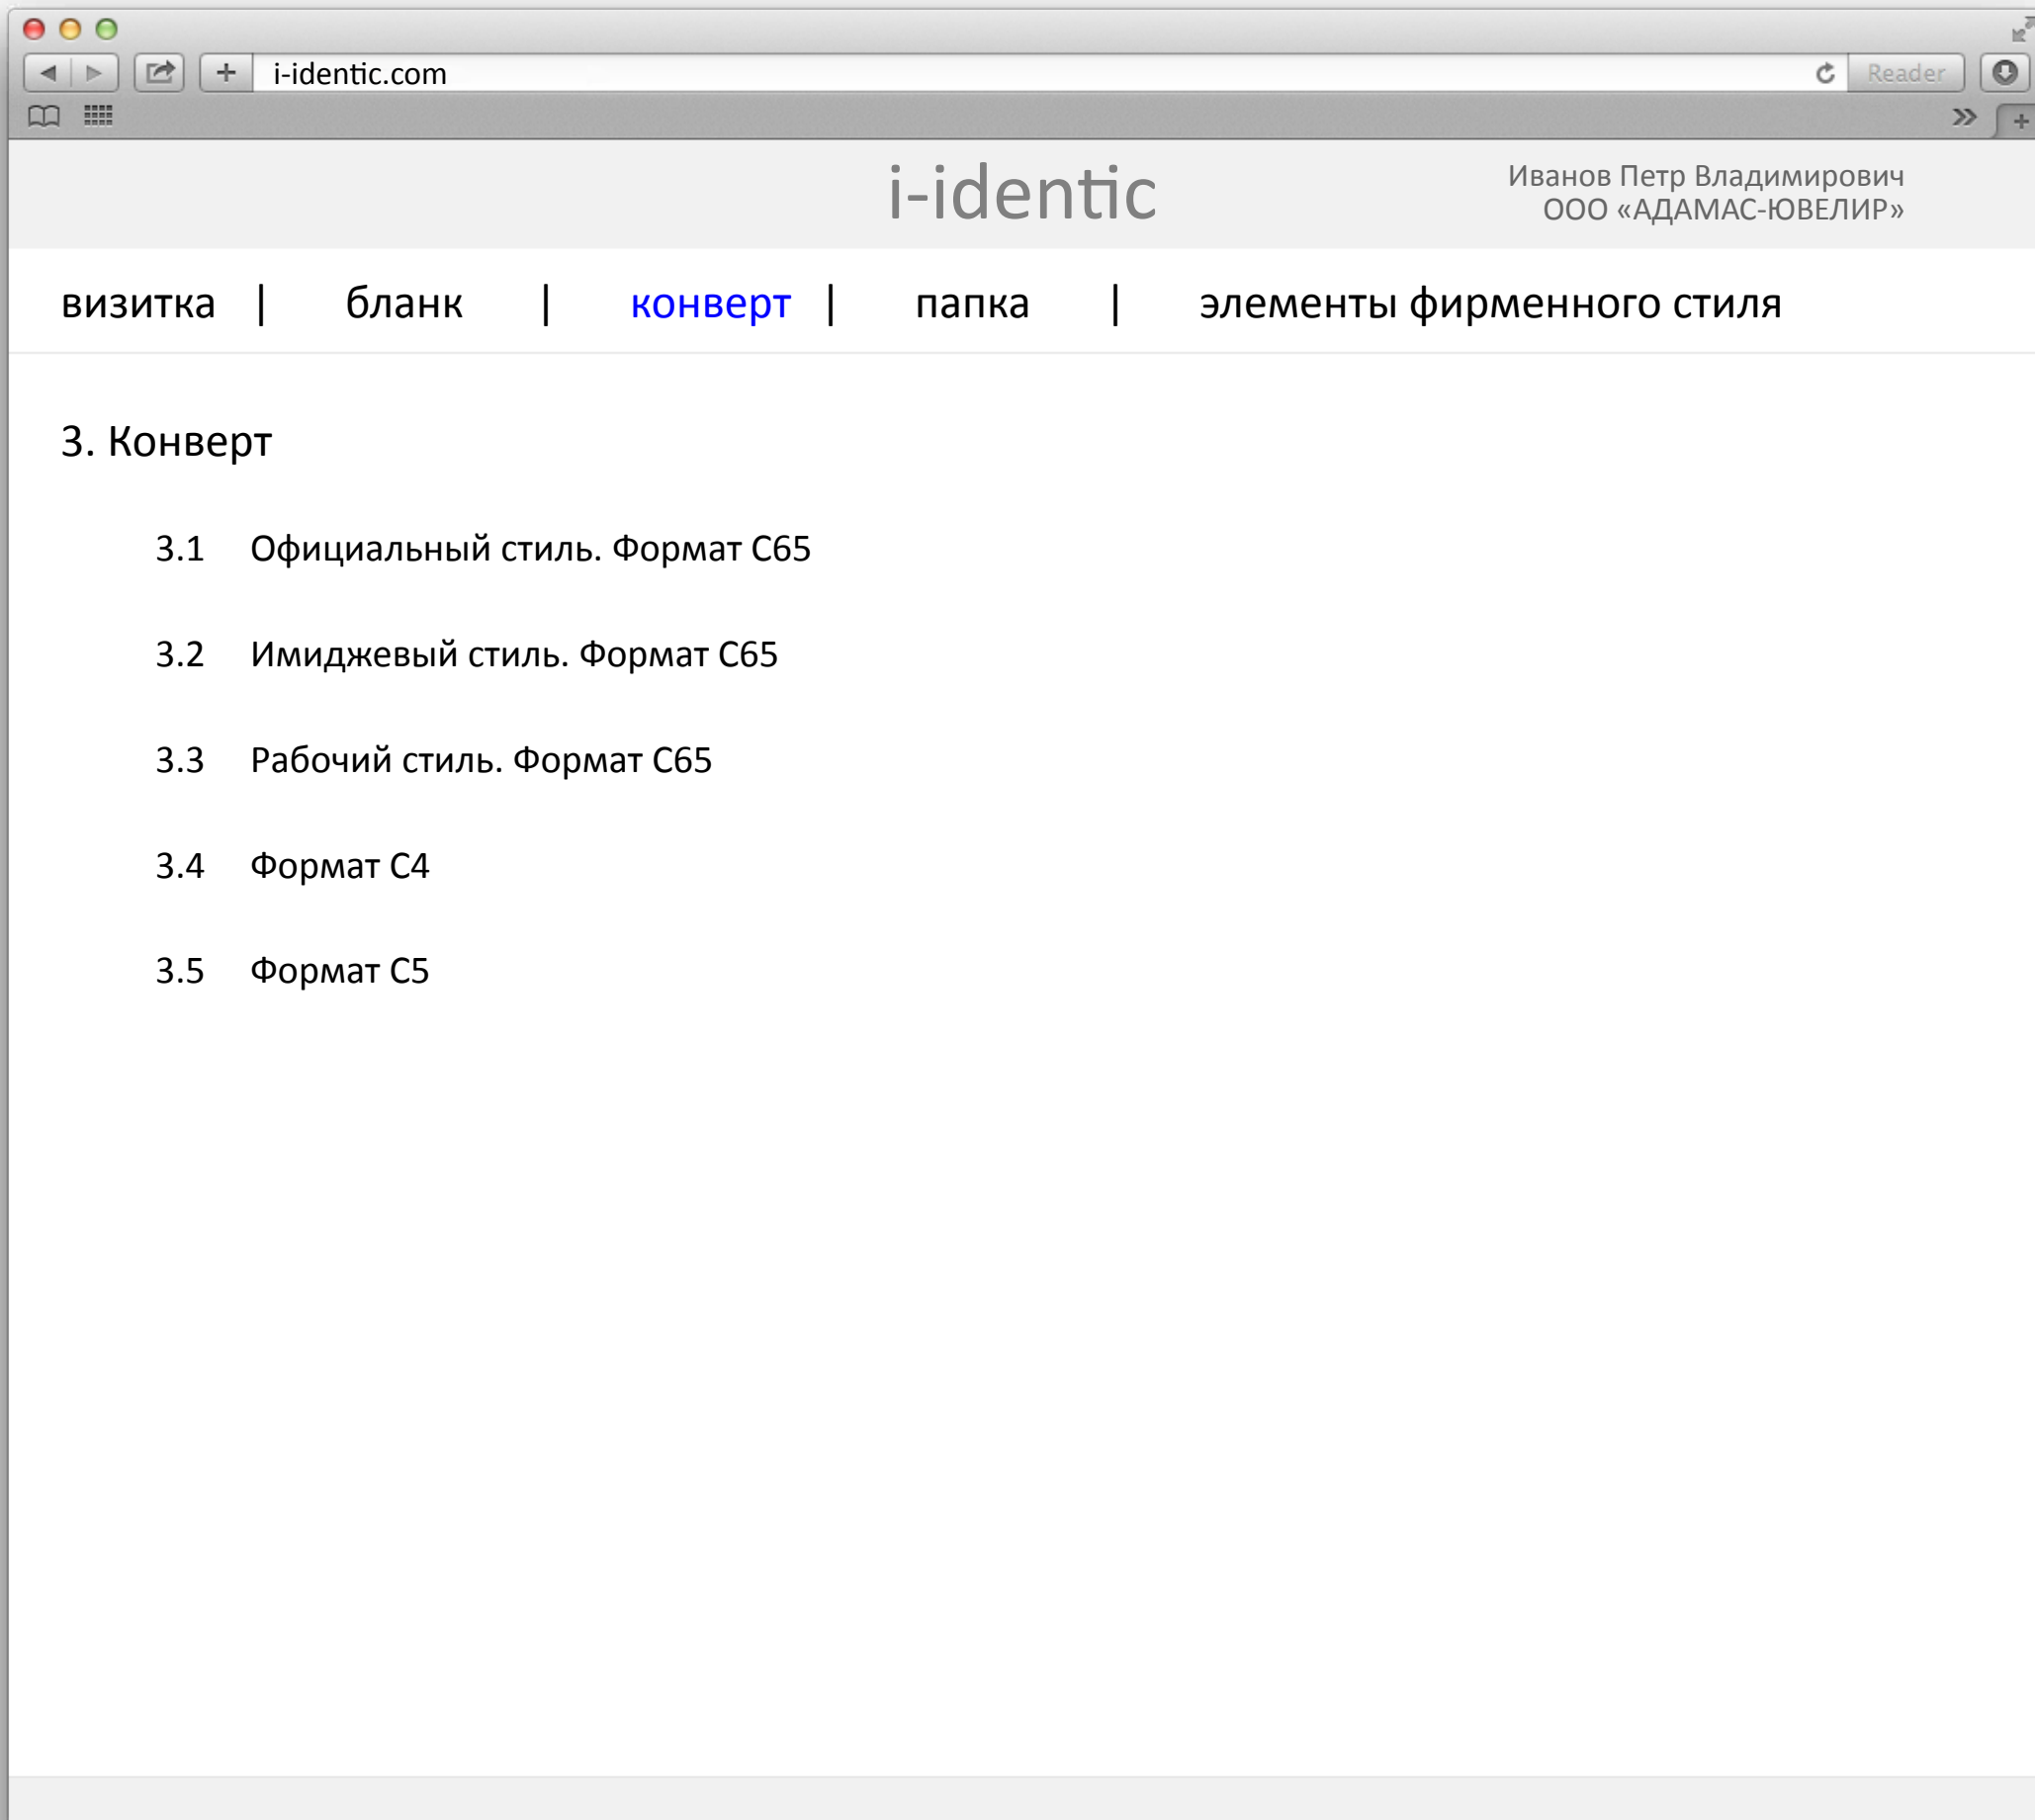 i-identic.com
Reader
i-identic
Иванов Петр Владимирович
ООО «АДАМАС-ЮВЕЛИР»
визитка | бланк | конверт | папка | элементы фирменного стиля
3. Конверт
3.1 Официальный стиль. Формат С65
3.2 Имиджевый стиль. Формат С65
3.3 Рабочий стиль. Формат С65
3.4 Формат С4
3.5 Формат С5